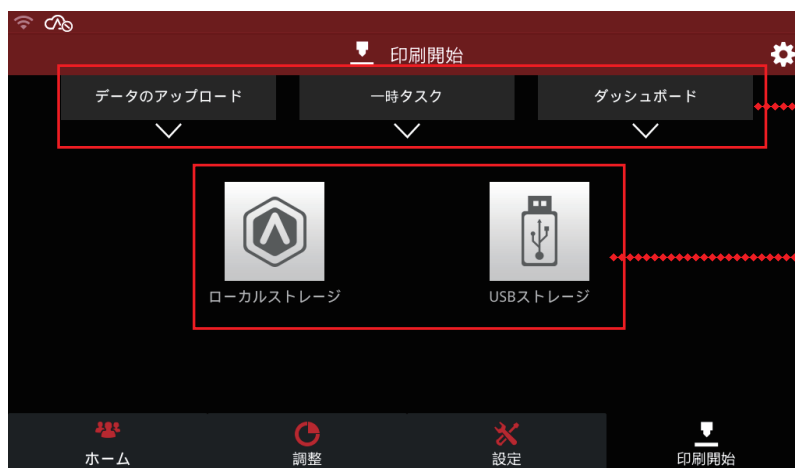 印刷開始
データのアップロード
一時タスク
ダッシュボード
ローカルストレージ
USBストレージ
ホーム
調整
設定
印刷開始